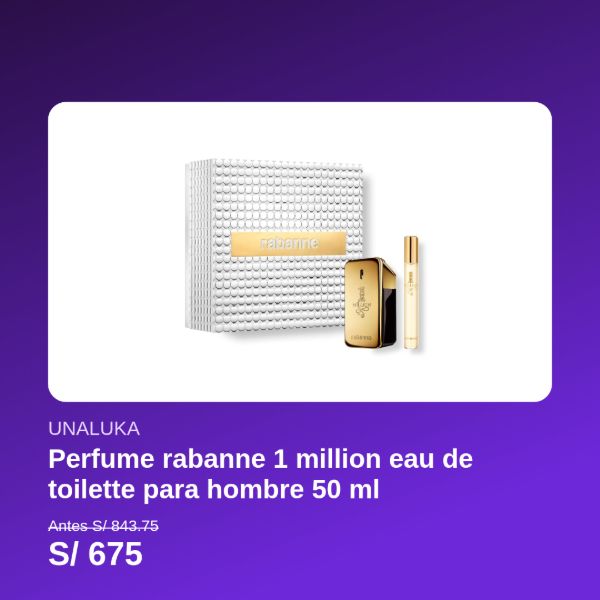 rabanne
UNALUKA
Perfume rabanne 1 million eau de
toilette para hombre 50 ml
Antes S/ 843.75
S/ 675